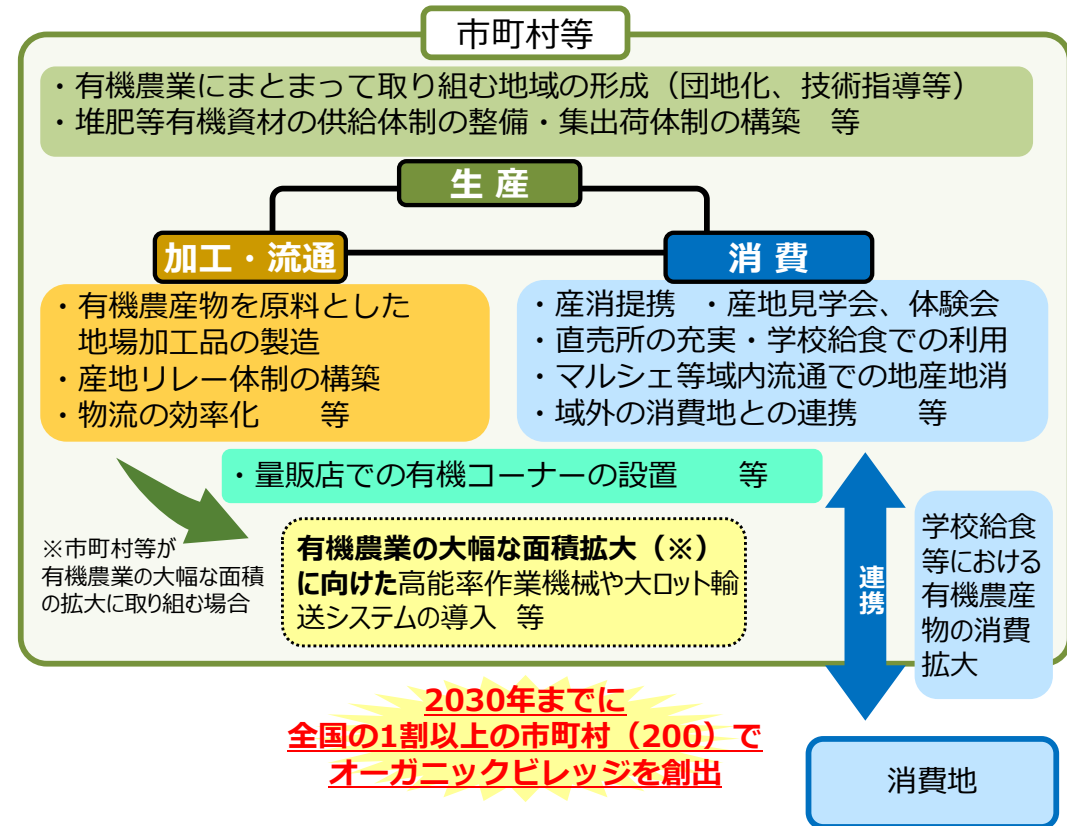 市町村等
・有機農業にまとまって取り組む地域の形成（団地化、技術指導等）
・堆肥等有機資材の供給体制の整備・集出荷体制の構築　等
生 産
加工・流通
消 費
・有機農産物を原料とした
地場加工品の製造
・産地リレー体制の構築
・物流の効率化　　等
・産消提携　・産地見学会、体験会
・直売所の充実・学校給食での利用
・マルシェ等域内流通での地産地消
・域外の消費地との連携　　等
・量販店での有機コーナーの設置　　等
※市町村等が
有機農業の大幅な面積
の拡大に取り組む場合
有機農業の大幅な面積拡大（※）
に向けた高能率作業機械や大ロット輸
送システムの導入　等
連携
学校給食
等における
有機農産
物の消費
拡大
2030年までに
全国の1割以上の市町村（200）で
オーガニックビレッジを創出
消費地